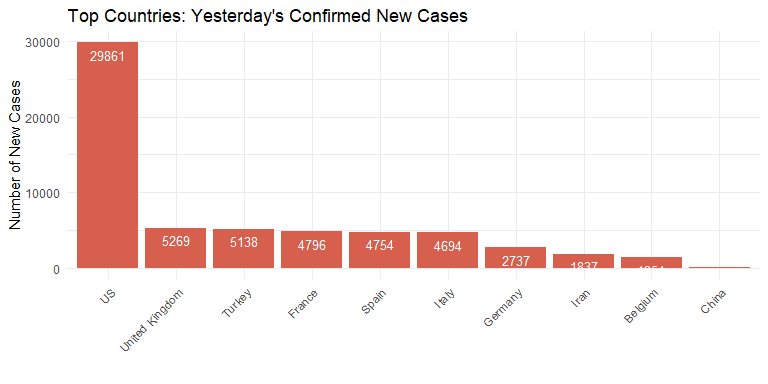 Top Countries: Yesterday's Confirmed New Cases
Number of New Cases
30000
20000
10000
0
29861
5269
5138
4796
4754
4694
2737
1837
US
United Kingdom
Turkey
France
Spain
Italy
Germany
Iran
Belgium
China